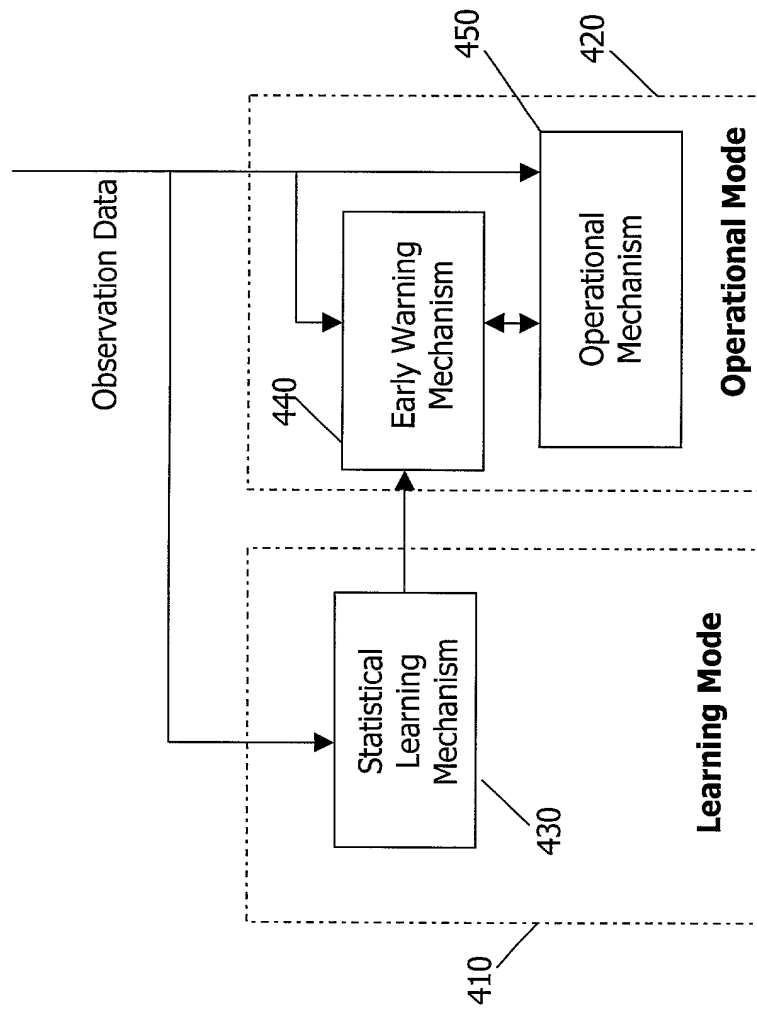 Observation Data
410
Learning Mode
430
Statistical
Learning
Mechanism
440
Early Warning
Mechanism
450
Operational
Mechanism
420
Operational Mode